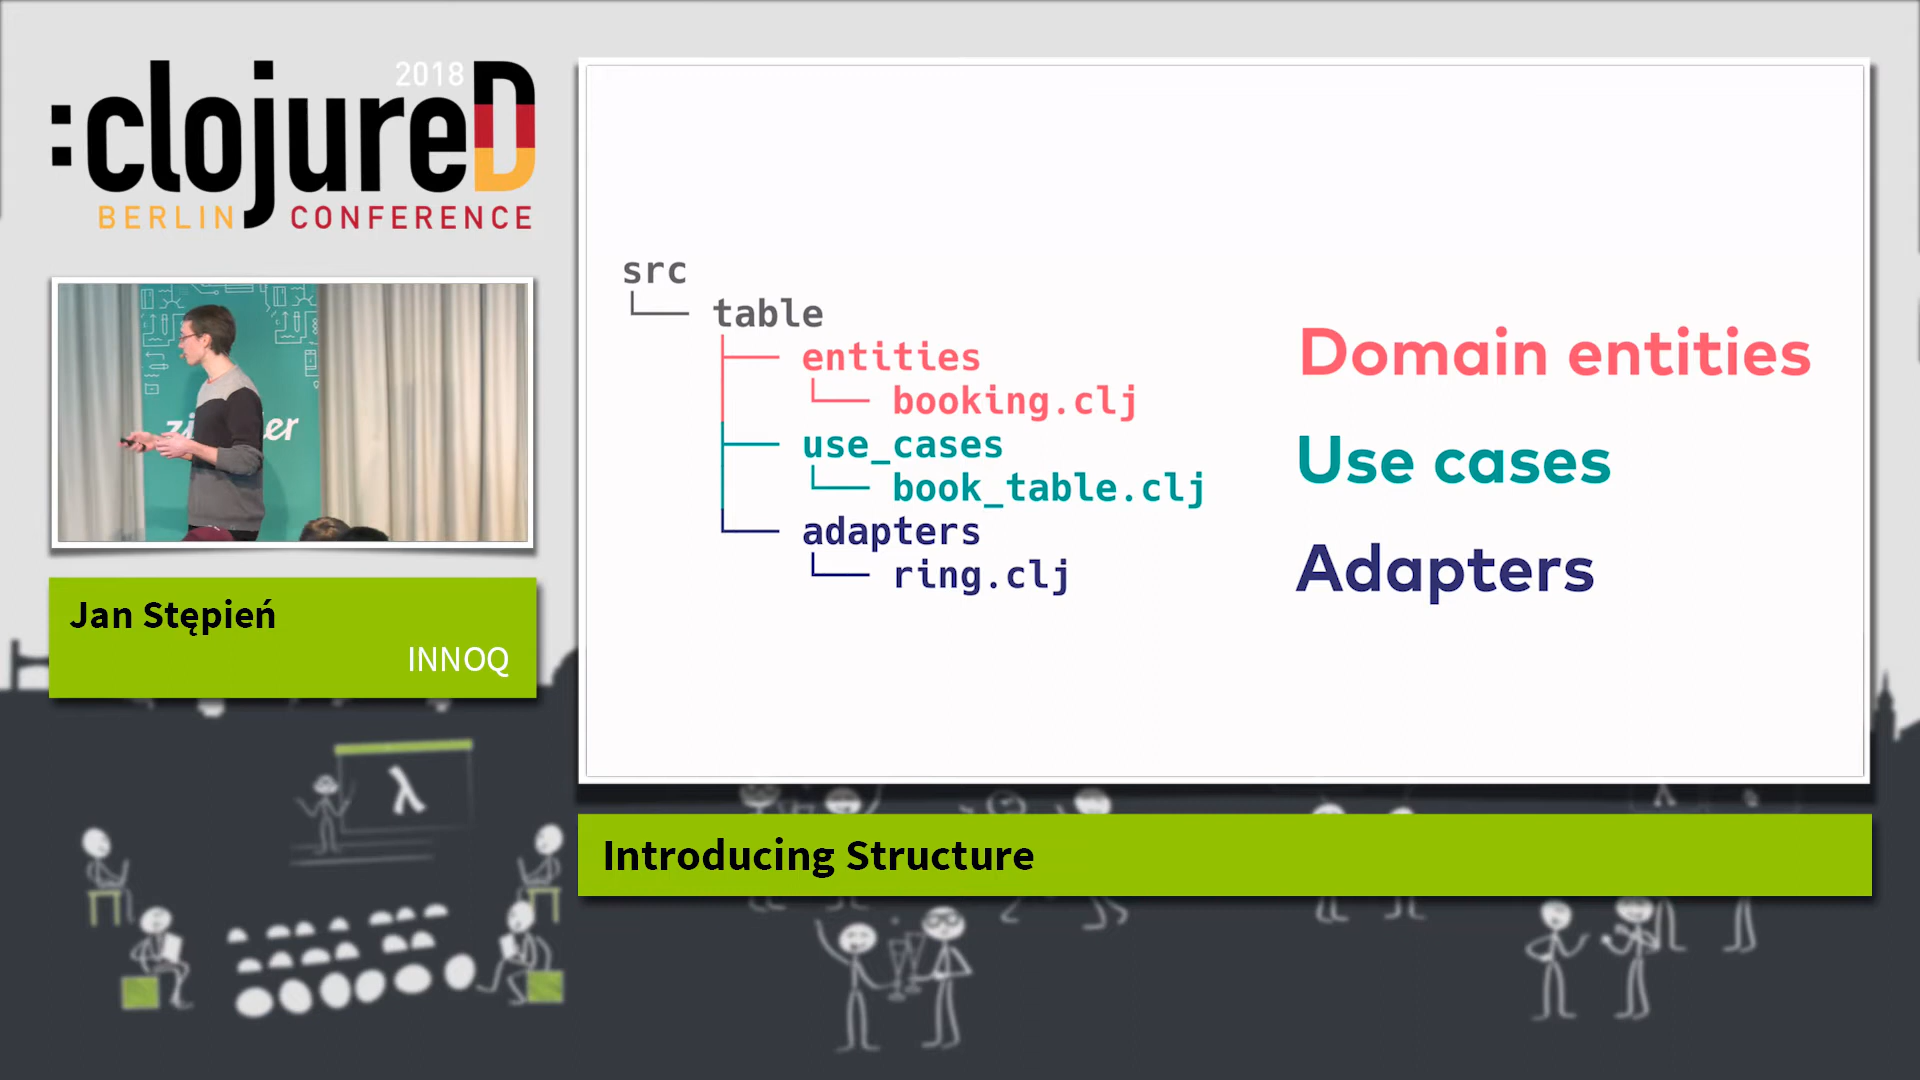 2018
:clojureD
BERLIN CONFERENCE
src
└── table
├── entities
└── booking.clj
├── use_cases
└── book_table.clj
└── adapters
└── ring.clj
Domain entities
Use cases
Adapters
Jan Stępień
INNOQ
λ
Introducing Structure